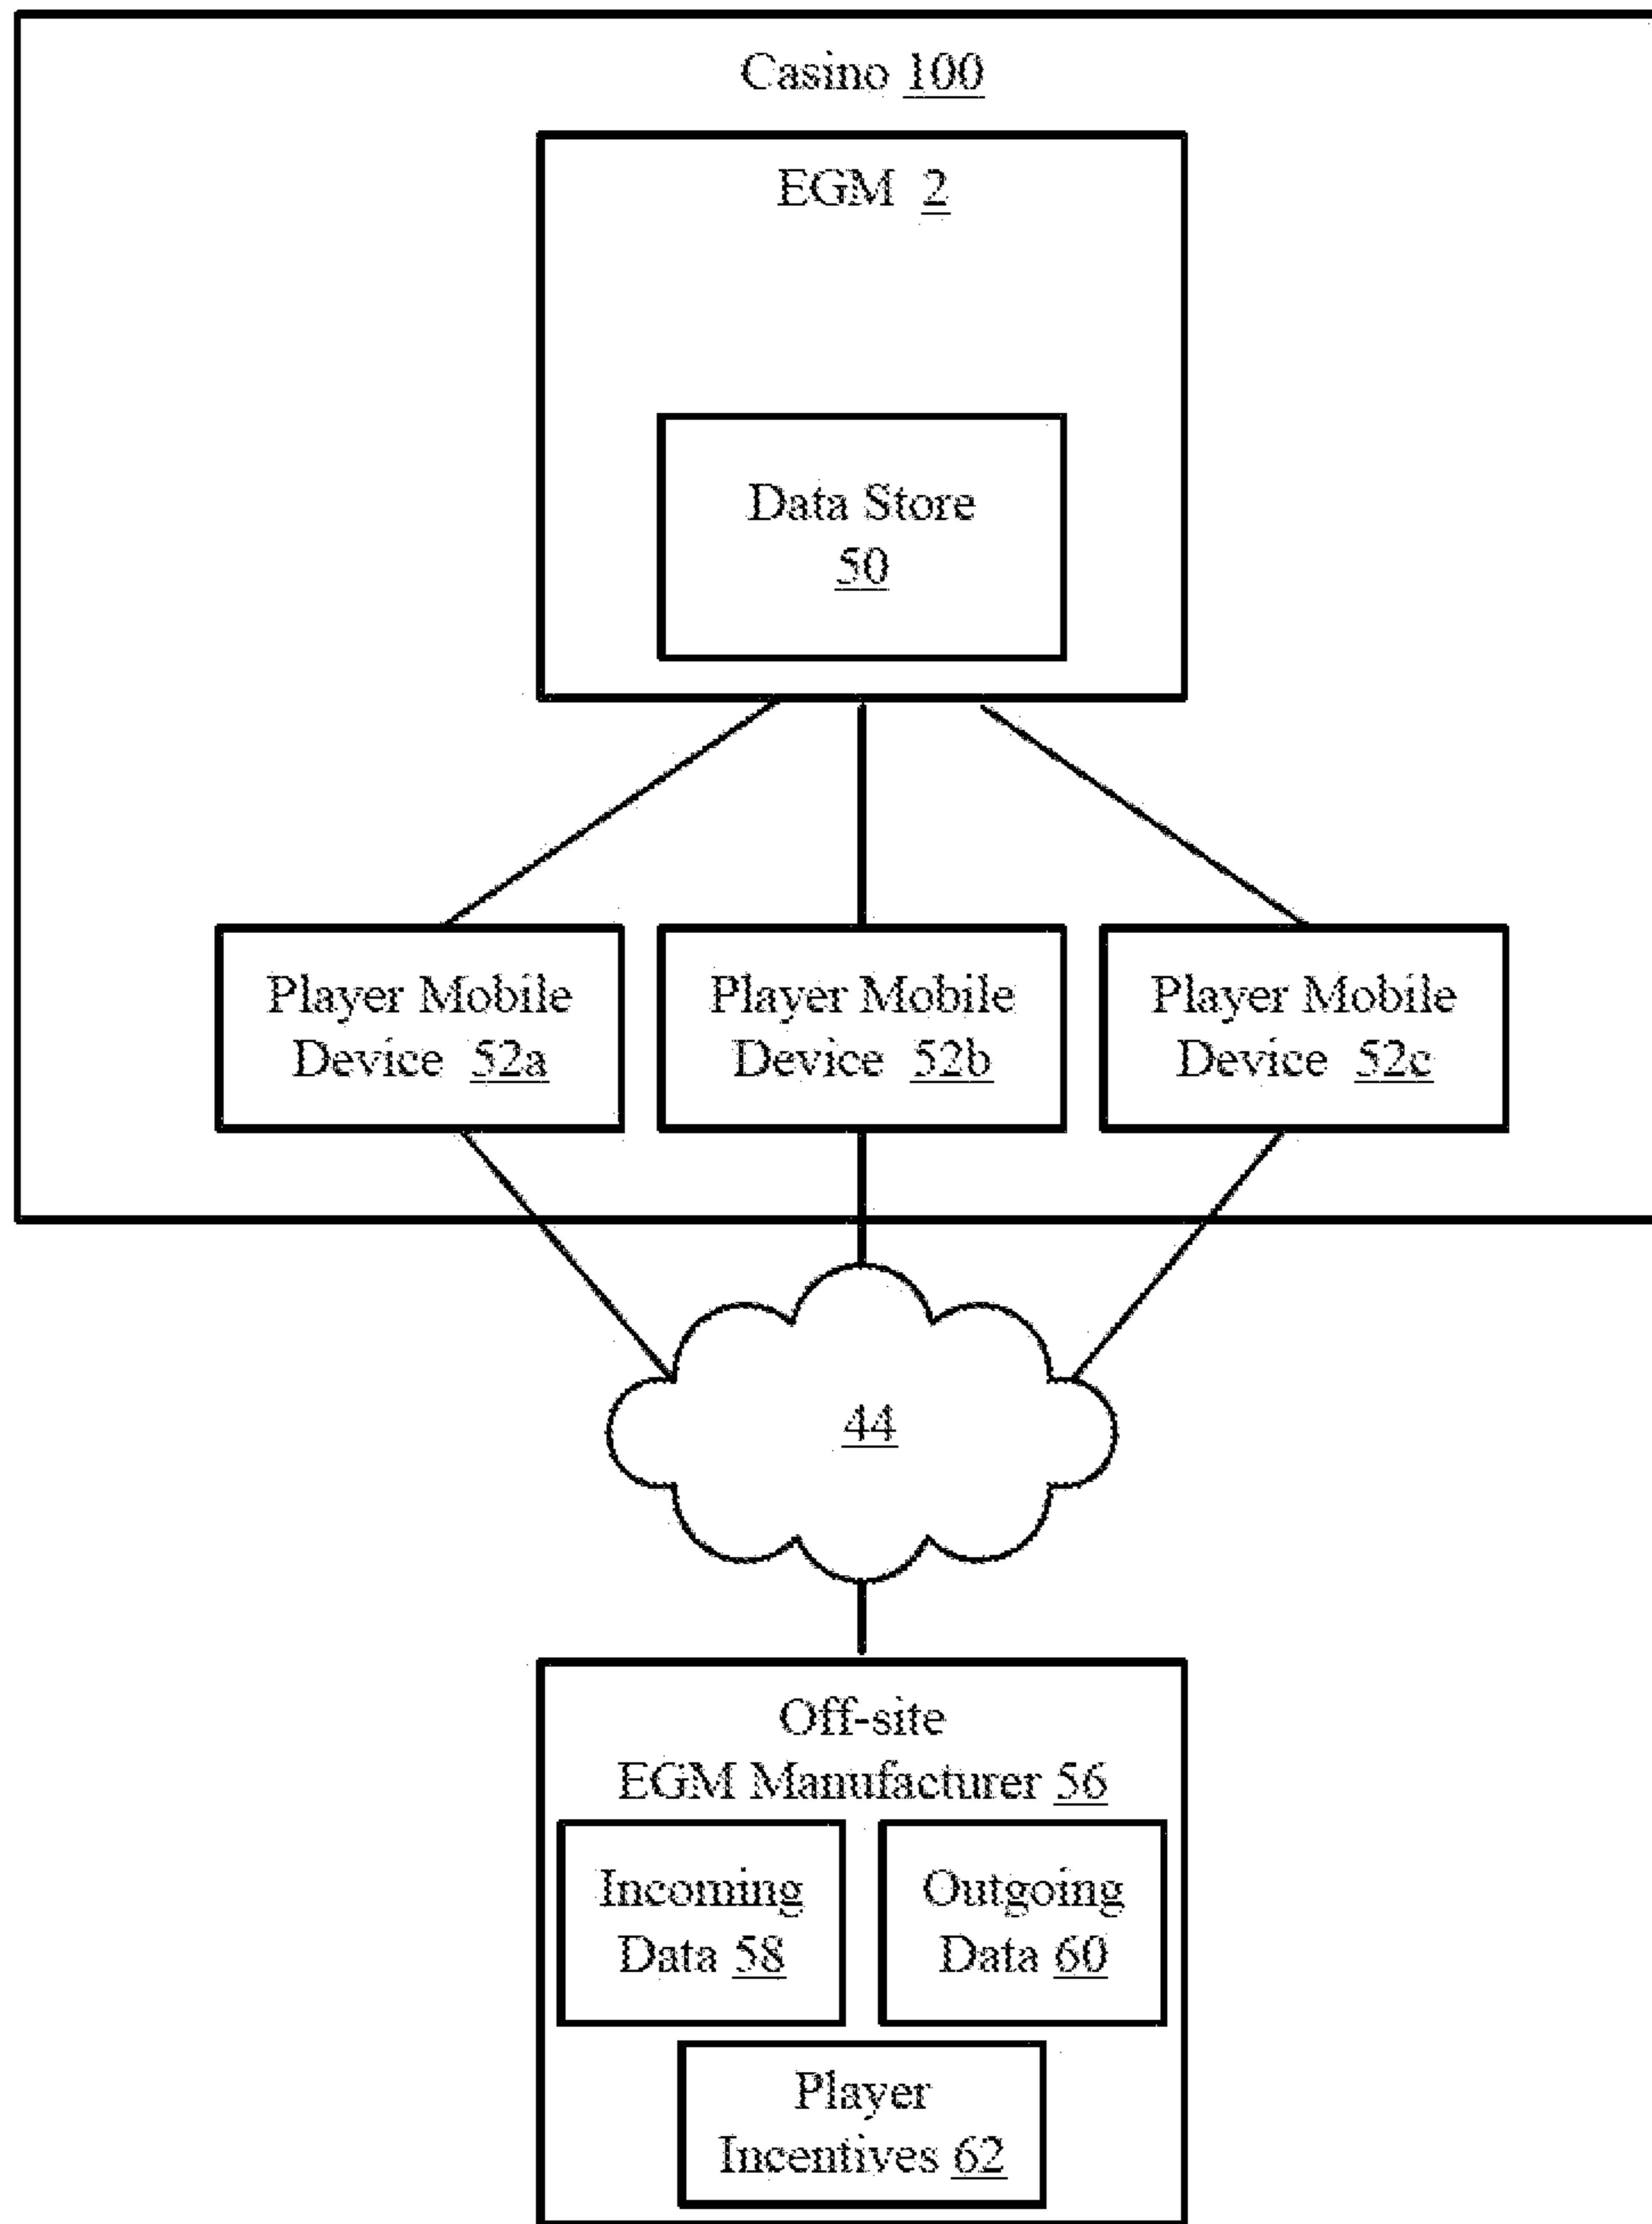 Casino 100
EGM 2
Data Store
50
Player Mobile
Device 52a
Player Mobile
Device 52b
Player Mobile
Device 52c
44
Off-site
EGM Manufacturer 56
Incoming
Data 58
Outgoing
Data 60
Player
Incentives 62